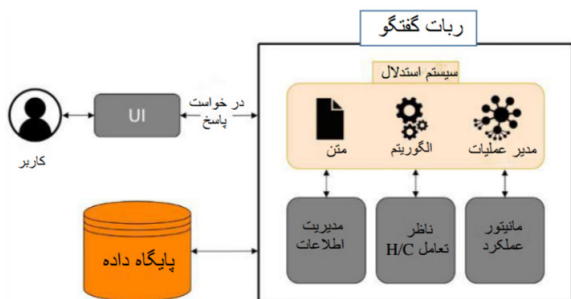 ربات گفتگو
سیستم استدلال
متن
الگوریتم
مدیر عملیات
UI
در خواست
پاسخ
کاربر
مدیریت
اطلاعات
ناظر
تعامل H/C
مانیتور
عملکرد
پایگاه داده